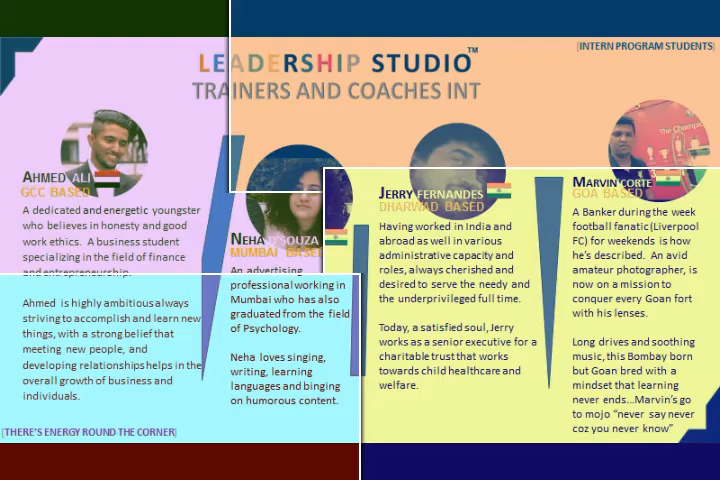 [INTERN PROGRAM STUDENTS]
LEADERSHIP STUDIO™
TRAINERS AND COACHES INT
The Champio
AHMED ALI
GCC BASED
A dedicated and energetic youngster
who believes in honesty and good
work ethics. A business student
specializing in the field of finance
and entrepreneurship.
Ahmed is highly ambitious always
striving to accomplish and learn new
things, with a strong belief that
meeting new people, and
developing relationships helps in the
overall growth of business and
individuals.
NEHA D'SOUZA
MUMBAI BASED
An advertising
professional working in
Mumbai who has also
graduated from the field
of Psychology.
Neha loves singing,
writing, learning
languages and binging
on humorous content.
JERRY FERNANDES
DHARWAD BASED
Having worked in India and
abroad as well in various
administrative capacity and
roles, always cherished and
desired to serve the needy and
the underprivileged full time.
Today, a satisfied soul, Jerry
works as a senior executive for a
charitable trust that works
towards child healthcare and
welfare.
MARVIN CORTE
GOA BASED
A Banker during the week
football fanatic (Liverpool
FC) for weekends is how
he's described. An avid
amateur photographer, is
now on a mission to
conquer every Goan fort
with his lenses.
Long drives and soothing
music, this Bombay born
but Goan bred with a
mindset that learning
never ends...Marvin's go
to mojo "never say never
coz you never know"
[THERE'S ENERGY ROUND THE CORNER]